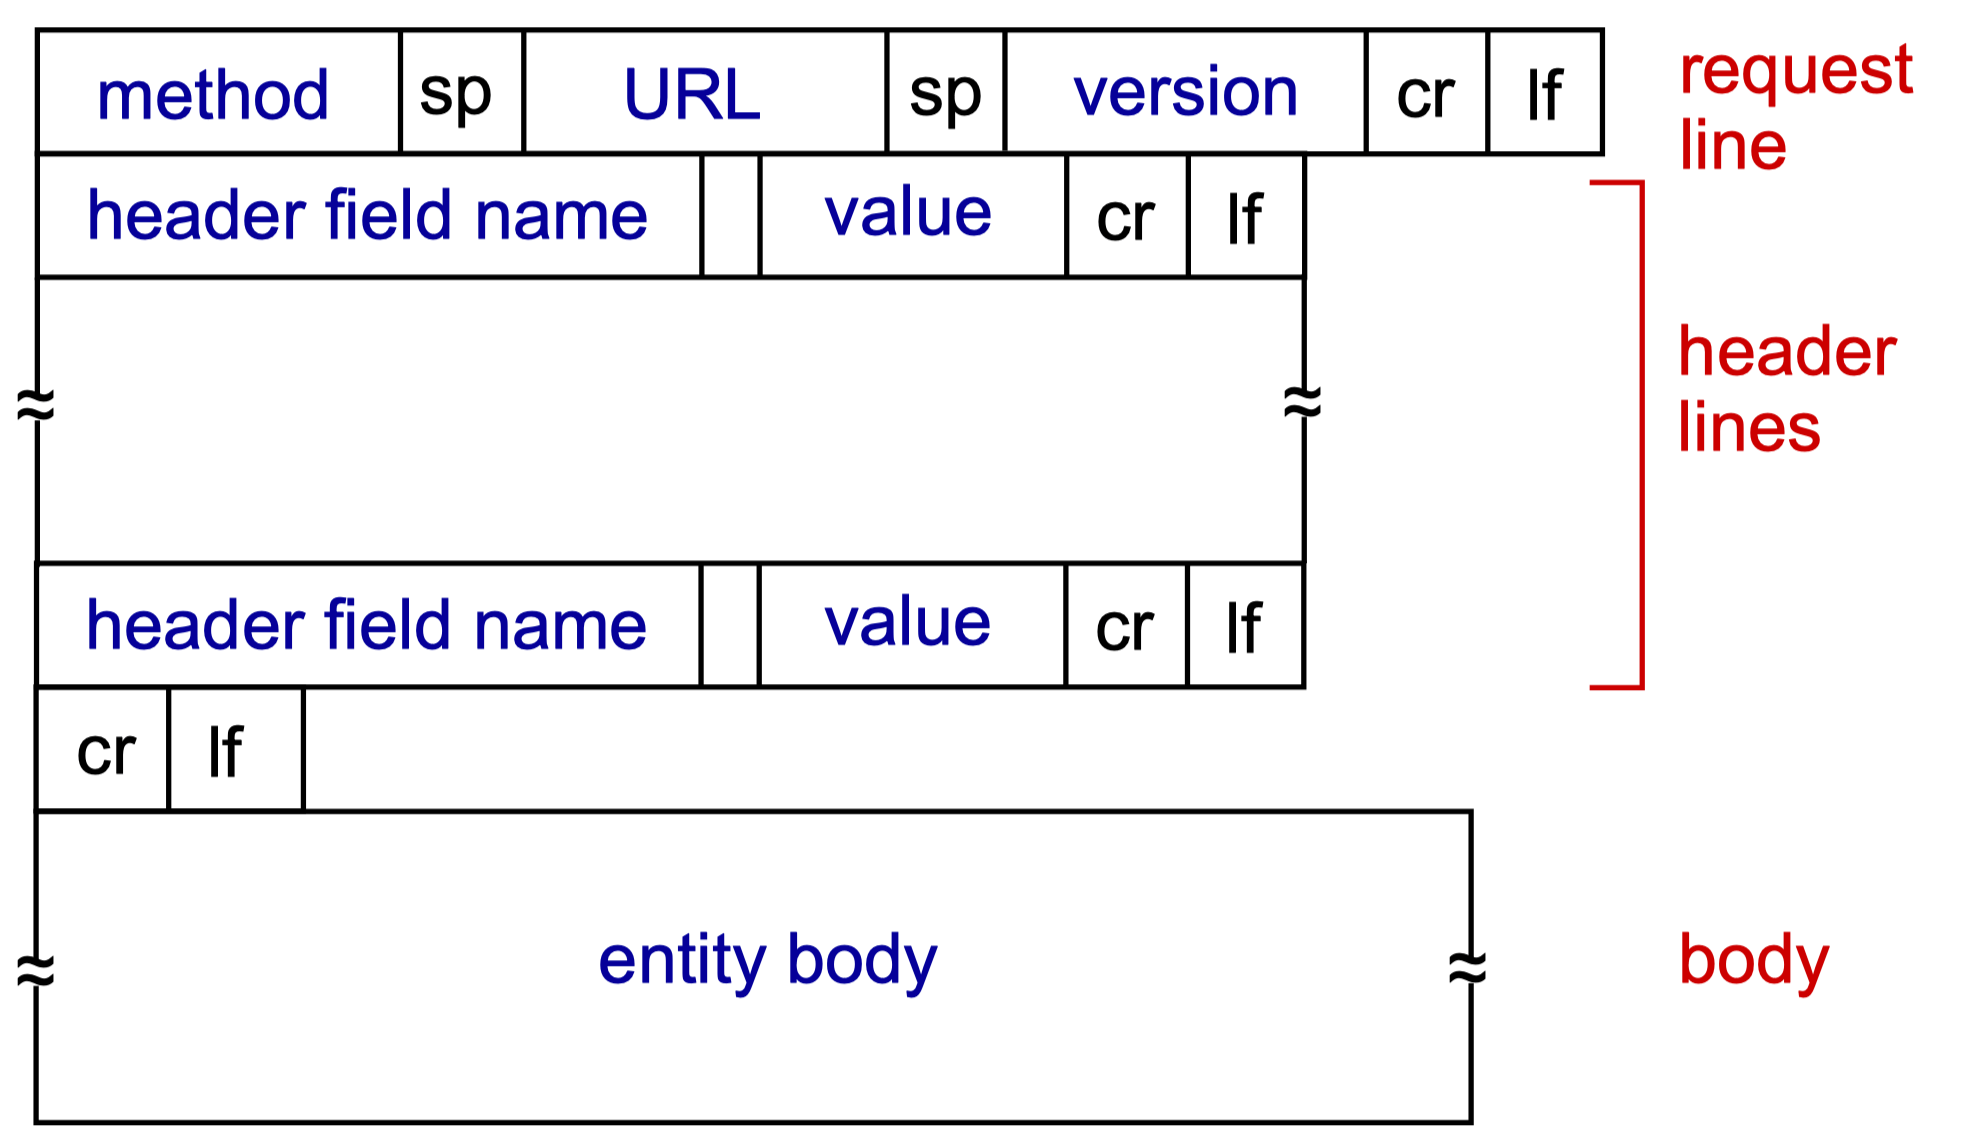 method sp URL sp version cr lf request
line
header field name value cr lf
header
lines
header field name value cr lf
cr lf
entity body body